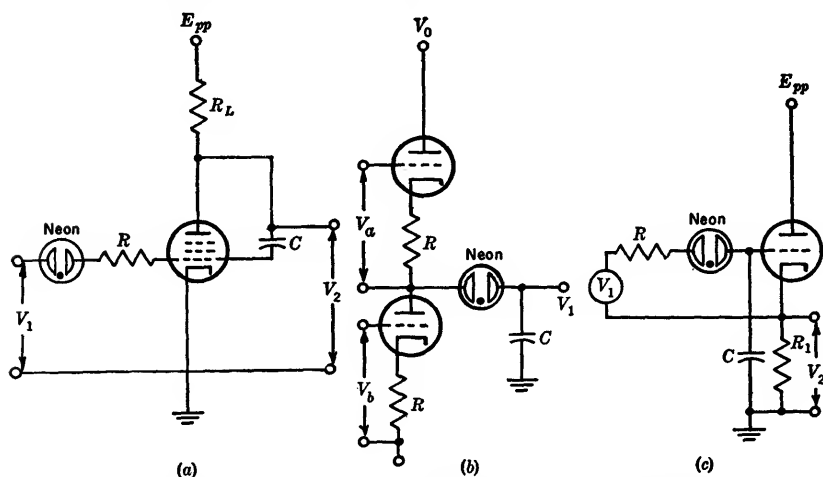 E_pp
R_L
Neon
R
C
V_1
V_2
(a)
V_0
V_a
R
Neon
V_1
C
V_b
R
(b)
E_pp
R
Neon
V_1
C
R_1
V_2
(c)